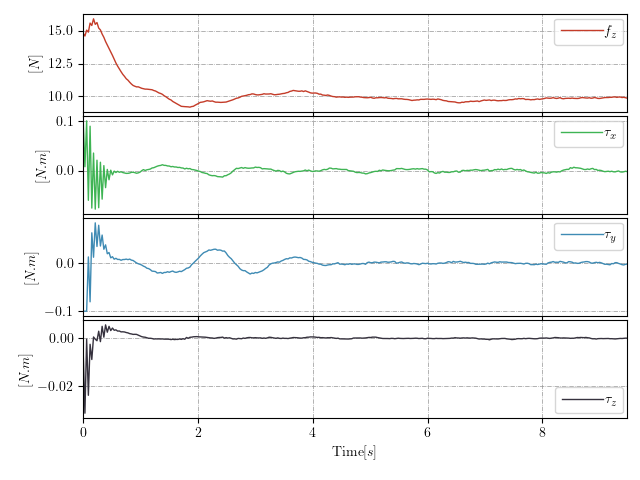 15.0
12.5
10.0
[N]
f_z
0.1
0.0
[N.m]
τ_x
0.0
−0.1
[N.m]
τ_y
0.00
−0.02
[N.m]
τ_z
0 2 4 6 8
Time[s]